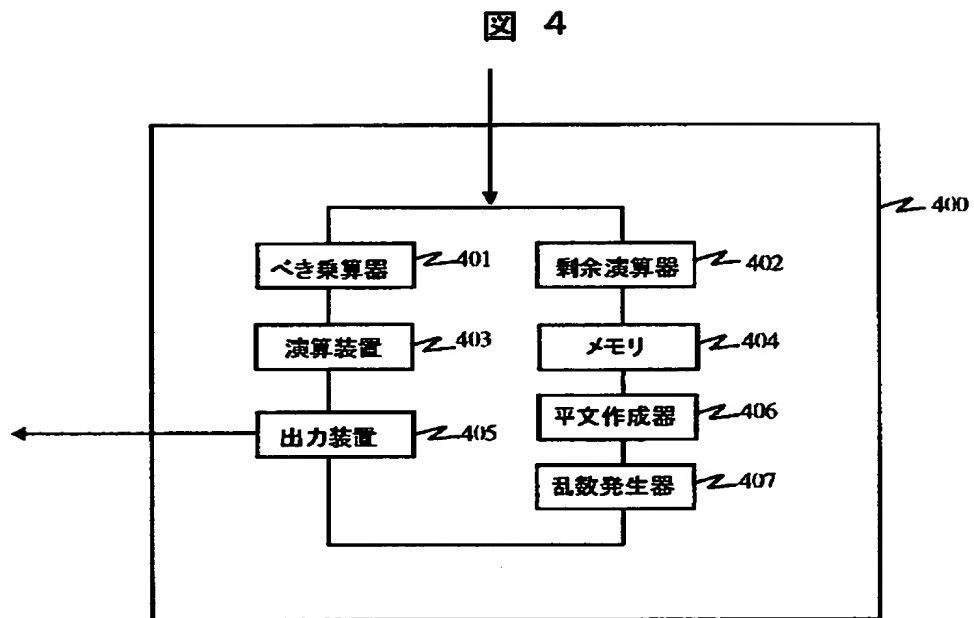 図 4
400
べき乗算器 401
剰余演算器 402
演算装置 403
メモリ 404
出力装置 405
平文作成器 406
乱数発生器 407